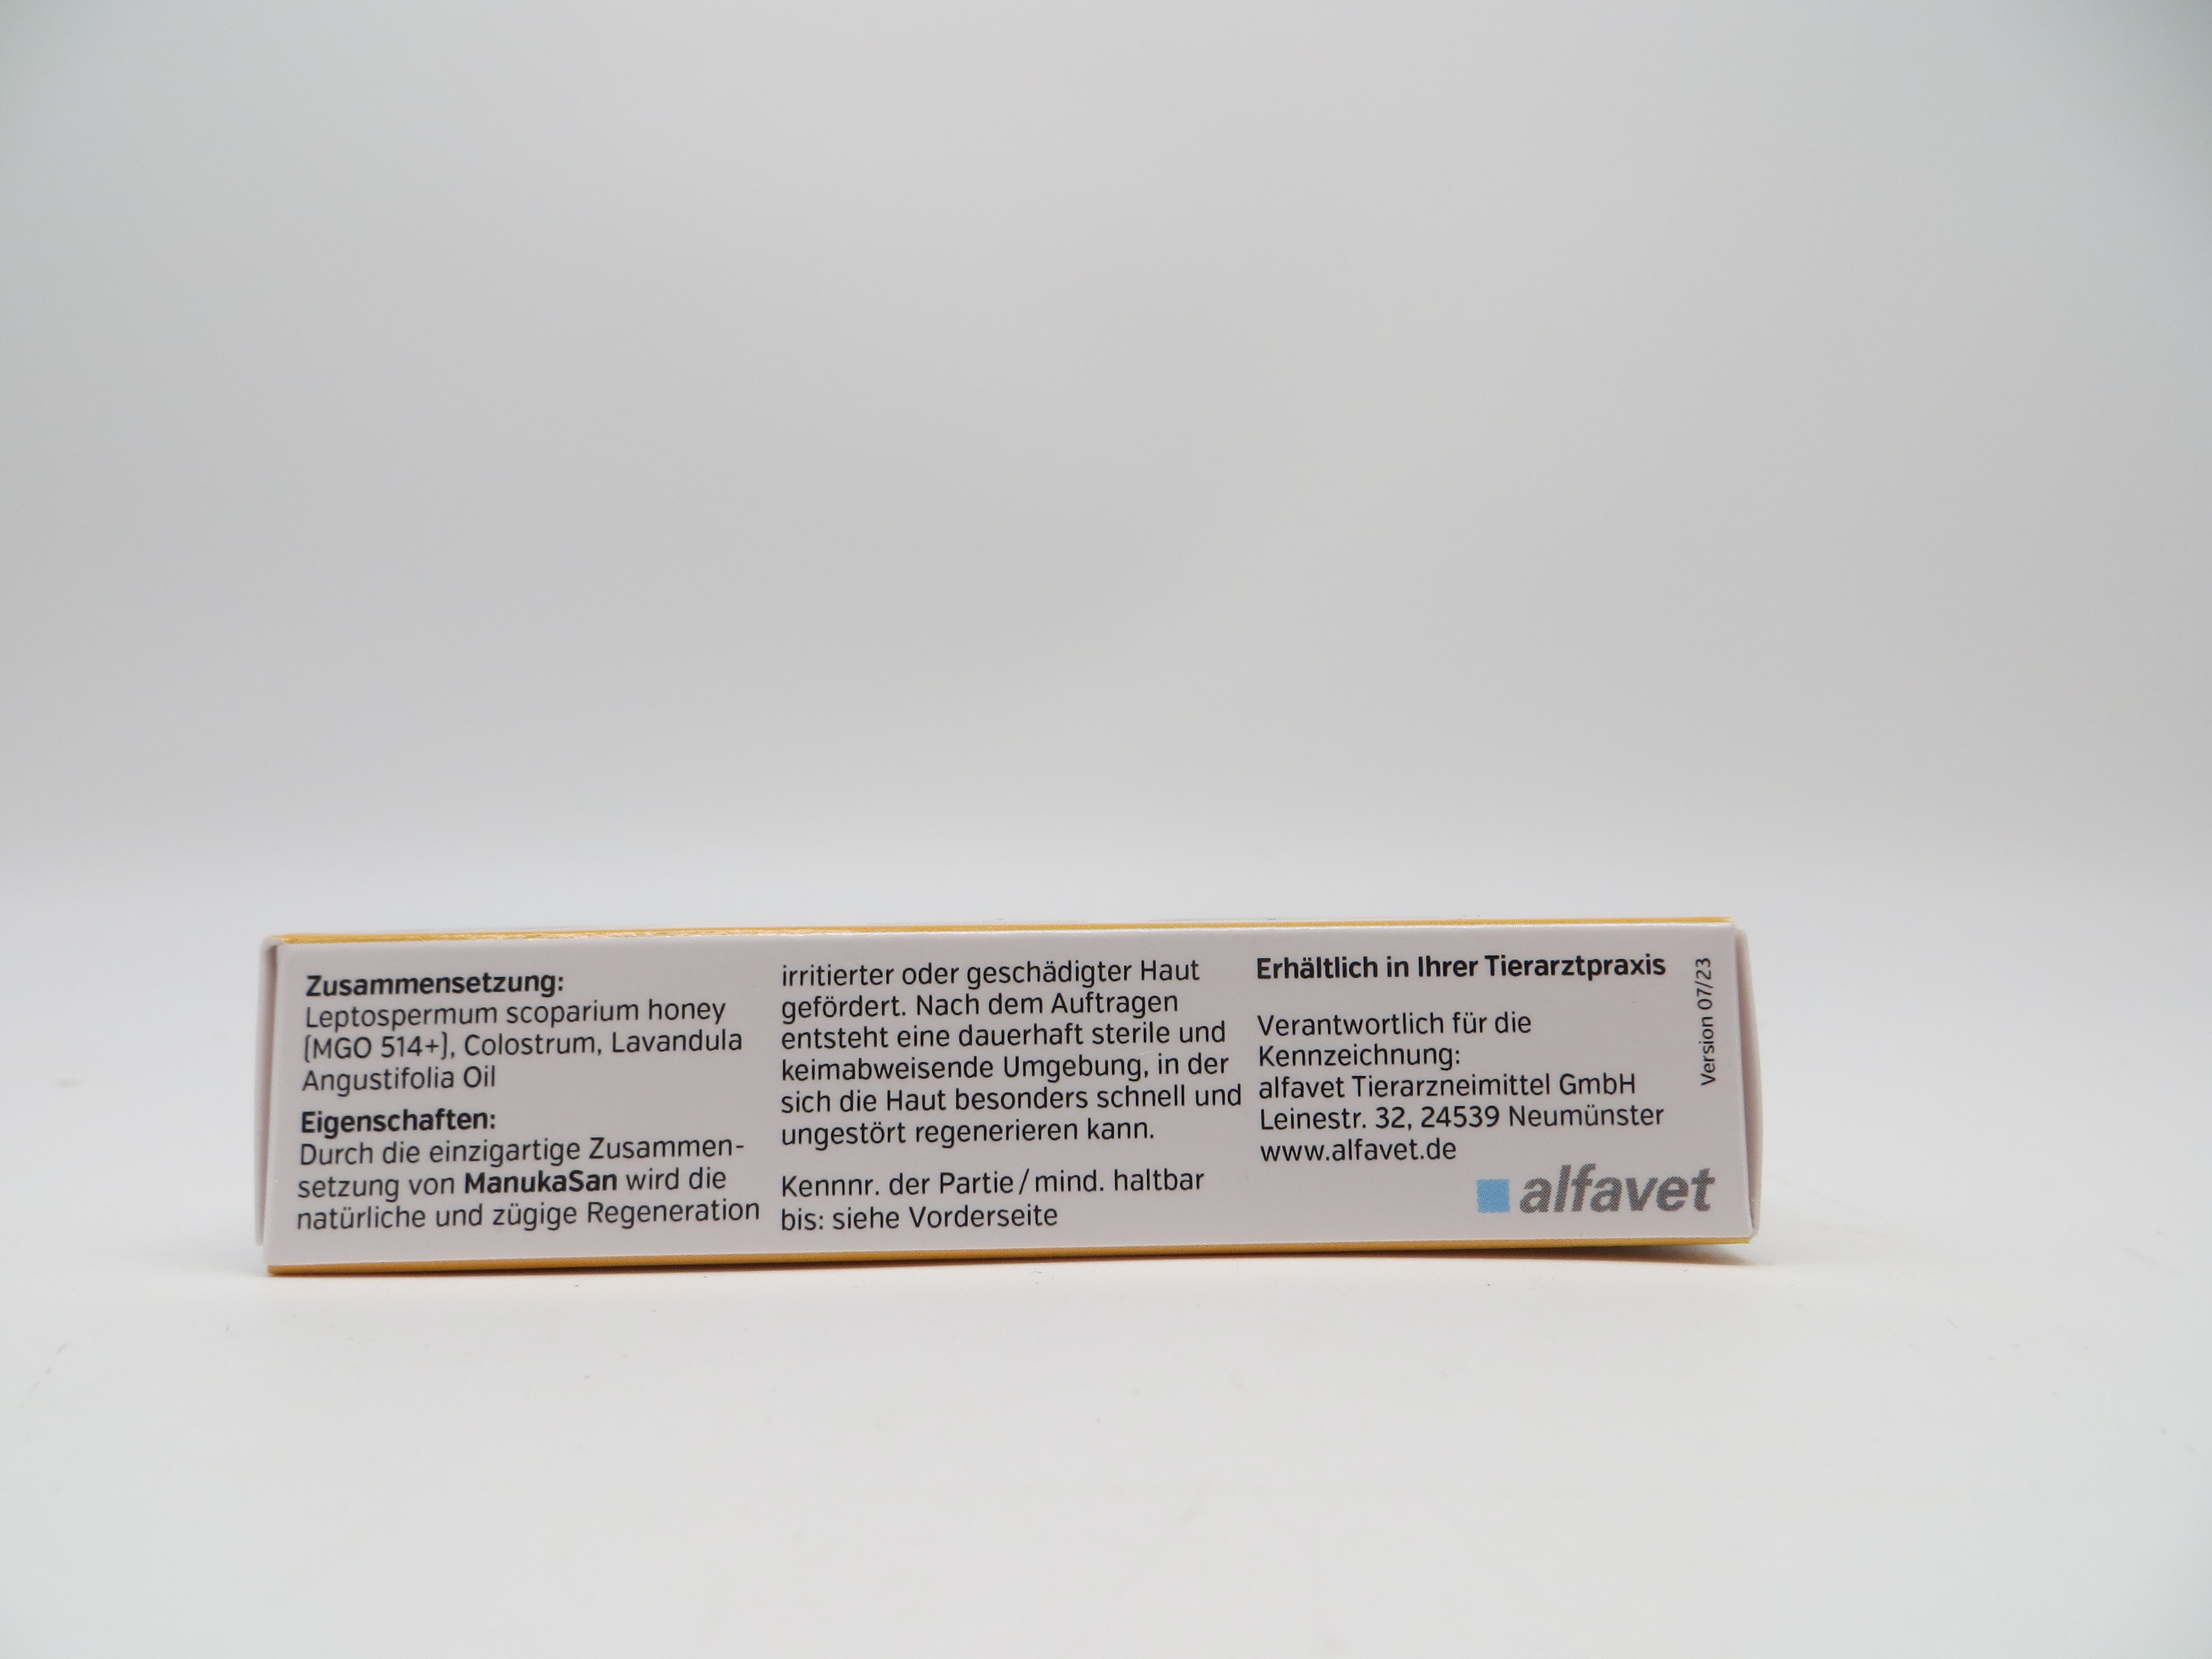 Zusammensetzung:
Leptospermum scoparium honey
(MGO 514+), Colostrum, Lavandula
Angustifolia Oil
Eigenschaften:
Durch die einzigartige Zusammen-
setzung von ManukaSan wird die
natürliche und zügige Regeneration
irritierter oder geschädigter Haut
gefördert. Nach dem Auftragen
entsteht eine dauerhaft sterile und
keimabweisende Umgebung, in der
sich die Haut besonders schnell und
ungestört regenerieren kann.
Kennnr. der Partie / mind. haltbar
bis: siehe Vorderseite
Erhältlich in Ihrer Tierarztpraxis
Verantwortlich für die
Kennzeichnung:
alfavet Tierarzneimittel GmbH
Leinestr. 32, 24539 Neumünster
www.alfavet.de
alfavet
Version 07/23